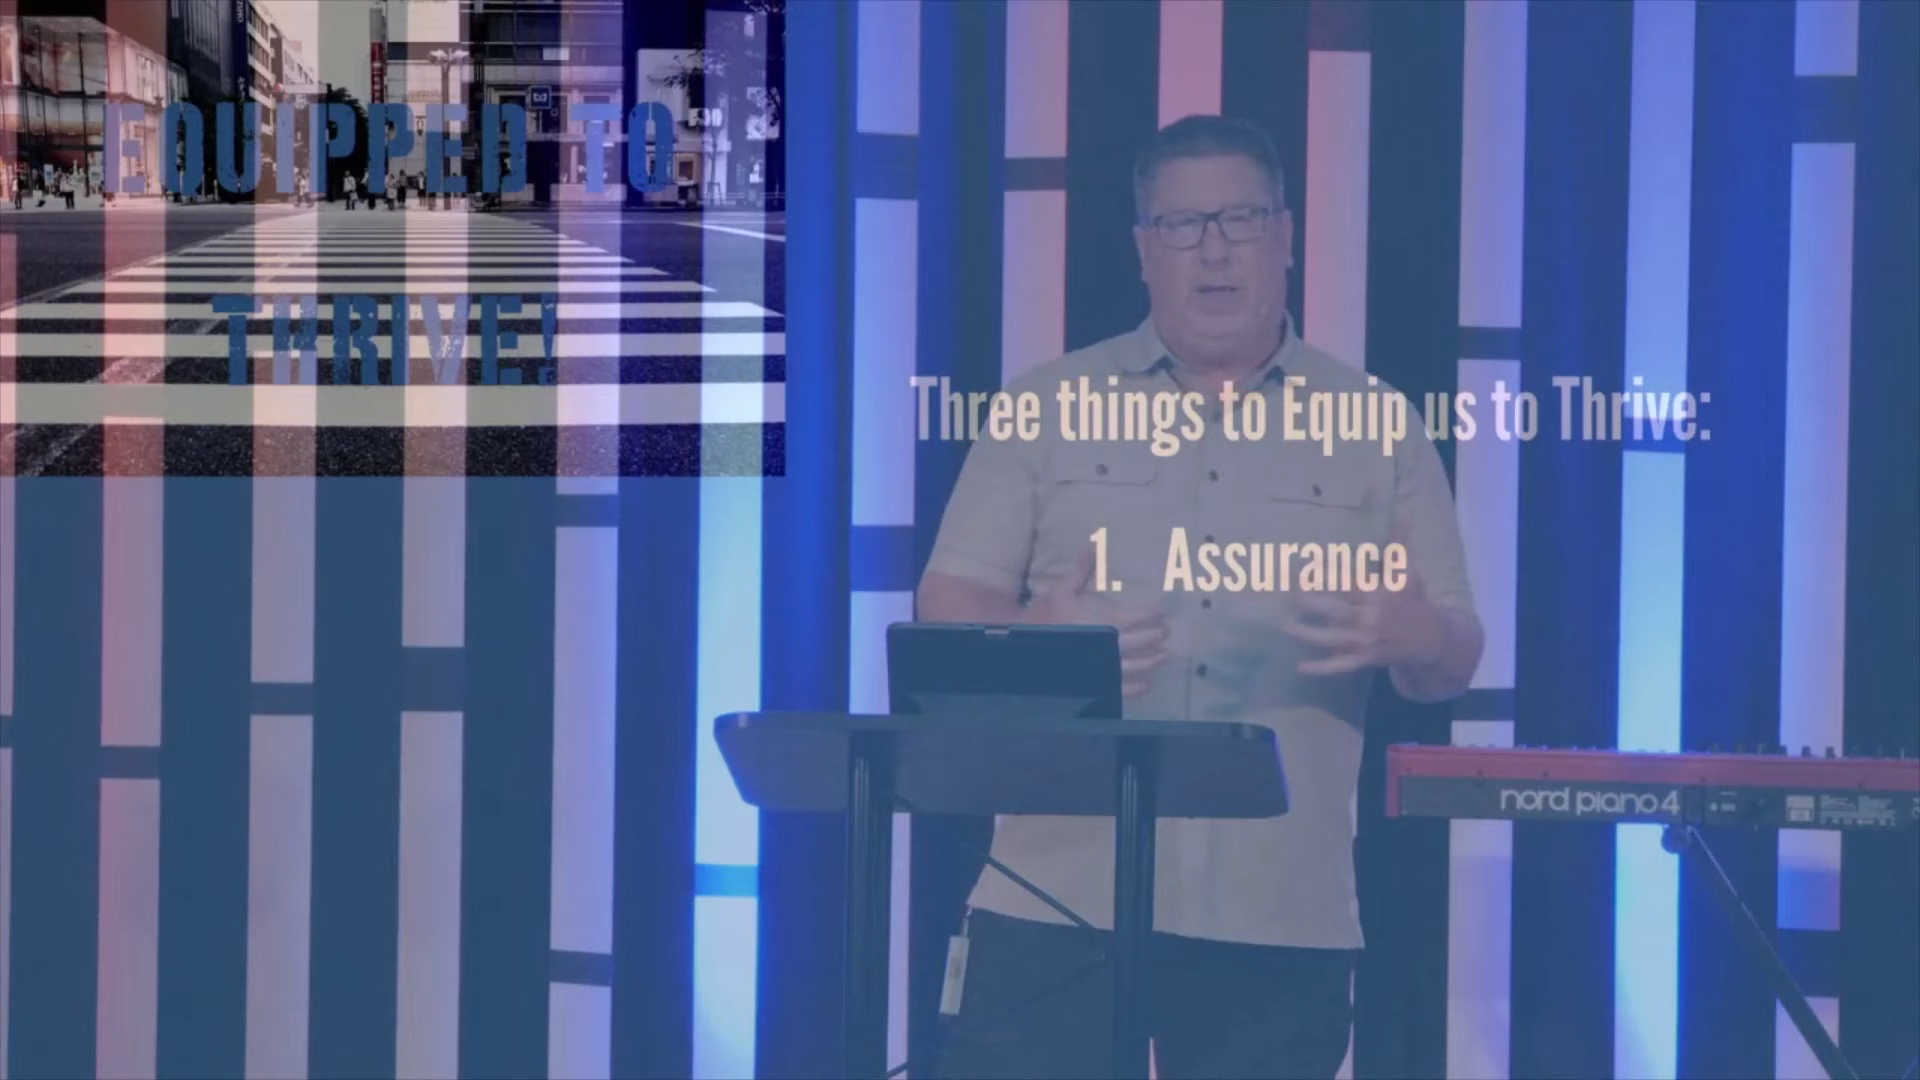 EQUIPPED TO
THRIVE!
Three things to Equip us to Thrive:
1. Assurance
nord piano 4